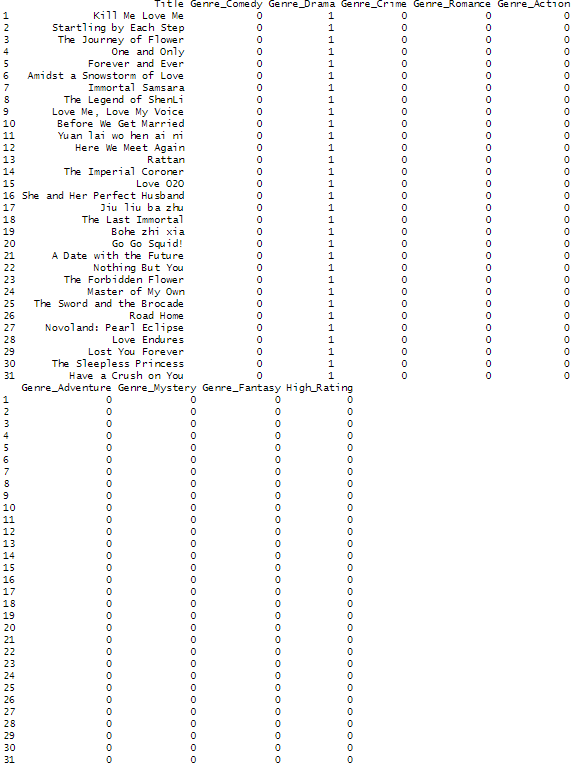 Title Genre_Comedy Genre_Drama Genre_Crime Genre_Romance Genre_Action
1 Kill Me Love Me 0 1 0 0 0
2 Startling by Each Step 0 1 0 0 0
3 The Journey of Flower 0 1 0 0 0
4 One and Only 0 1 0 0 0
5 Forever and Ever 0 1 0 0 0
6 Amidst a Snowstorm of Love 0 1 0 0 0
7 Immortal Samsara 0 1 0 0 0
8 The Legend of ShenLi 0 1 0 0 0
9 Love Me, Love My Voice 0 1 0 0 0
10 Before We Get Married 0 1 0 0 0
11 Yuan lai wo hen ai ni 0 1 0 0 0
12 Here We Meet Again 0 1 0 0 0
13 Rattan 0 1 0 0 0
14 The Imperial Coroner 0 1 0 0 0
15 Love O2O 0 1 0 0 0
16 She and Her Perfect Husband 0 1 0 0 0
17 Jiu liu ba zhu 0 1 0 0 0
18 The Last Immortal 0 1 0 0 0
19 Bohe zhi xia 0 1 0 0 0
20 Go Go Squid! 0 1 0 0 0
21 A Date with the Future 0 1 0 0 0
22 Nothing But You 0 1 0 0 0
23 The Forbidden Flower 0 1 0 0 0
24 Master of My Own 0 1 0 0 0
25 The Sword and the Brocade 0 1 0 0 0
26 Road Home 0 1 0 0 0
27 Novoland: Pearl Eclipse 0 1 0 0 0
28 Love Endures 0 1 0 0 0
29 Lost You Forever 0 1 0 0 0
30 The Sleepless Princess 0 1 0 0 0
31 Have a Crush on You 0 1 0 0 0
Genre_Adventure Genre_Mystery Genre_Fantasy High_Rating
1 0 0 0 0
2 0 0 0 0
3 0 0 0 0
4 0 0 0 0
5 0 0 0 0
6 0 0 0 0
7 0 0 0 0
8 0 0 0 0
9 0 0 0 0
10 0 0 0 0
11 0 0 0 0
12 0 0 0 0
13 0 0 0 0
14 0 0 0 0
15 0 0 0 0
16 0 0 0 0
17 0 0 0 0
18 0 0 0 0
19 0 0 0 0
20 0 0 0 0
21 0 0 0 0
22 0 0 0 0
23 0 0 0 0
24 0 0 0 0
25 0 0 0 0
26 0 0 0 0
27 0 0 0 0
28 0 0 0 0
29 0 0 0 0
30 0 0 0 0
31 0 0 0 0